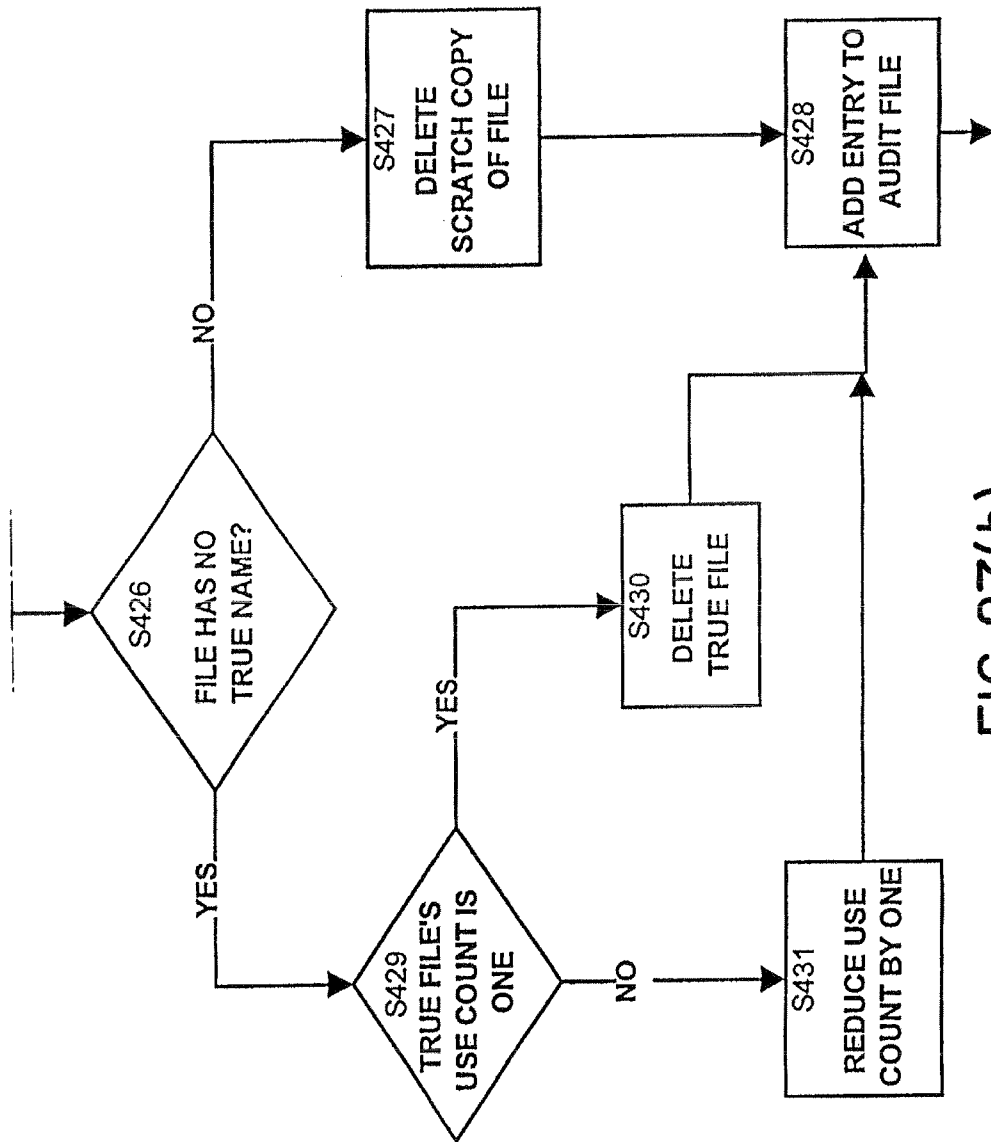 S426
FILE HAS NO
TRUE NAME?
YES
NO
S427
DELETE
SCRATCH COPY
OF FILE
S429
TRUE FILE'S
USE COUNT IS
ONE
YES
NO
S430
DELETE
TRUE FILE
S431
REDUCE USE
COUNT BY ONE
S428
ADD ENTRY TO
AUDIT FILE